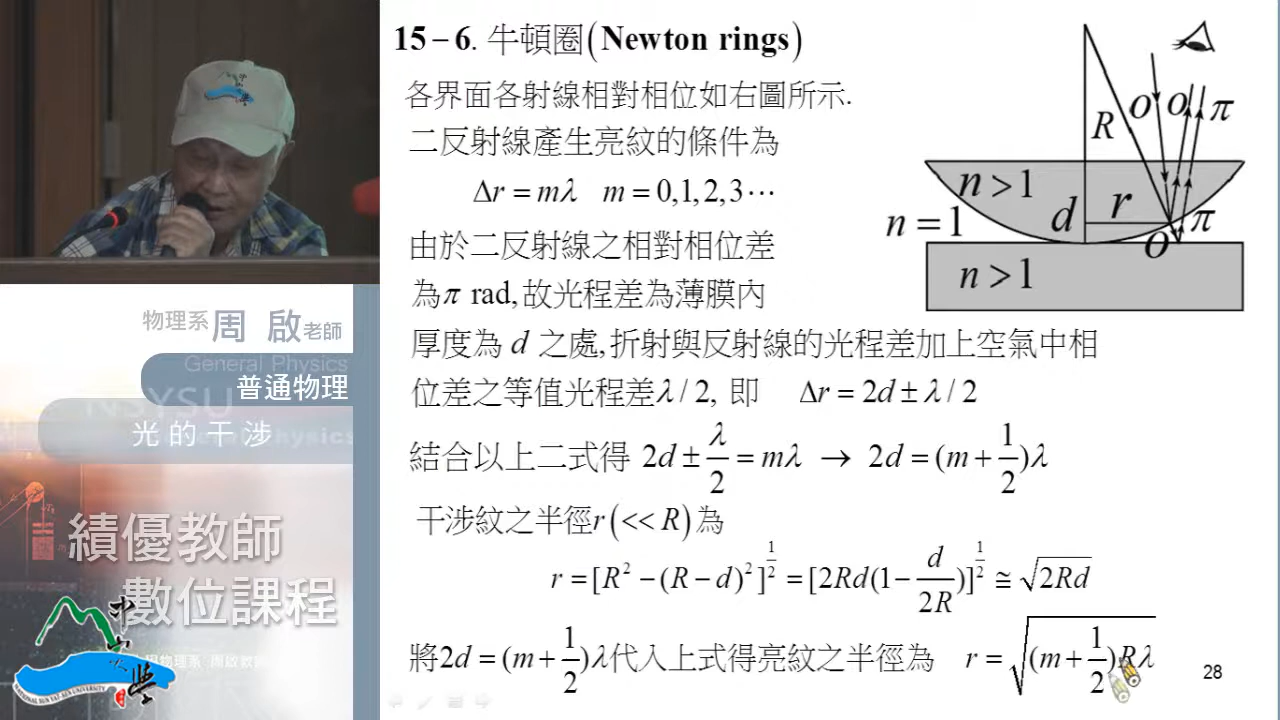 15－6. 牛頓圈(Newton rings)
各界面各射線相對相位如右圖所示.
二反射線產生亮紋的條件為
Δr = mλ m = 0,1,2,3⋯
由於二反射線之相對相位差
為π rad,故光程差為薄膜內
厚度為 d 之處,折射與反射線的光程差加上空氣中相
位差之等值光程差λ / 2, 即 Δr = 2d ± λ / 2
結合以上二式得 2d ± λ/2 = mλ → 2d = (m + 1/2)λ
干涉紋之半徑r (<< R) 為
r = [R² − (R − d)²]^{1/2} = [2Rd(1 − d/2R)]^{1/2} ≅ √2Rd
將2d = (m + 1/2)λ代入上式得亮紋之半徑為 r = √(m + 1/2)Rλ
28
R
O O π
n > 1
n = 1
d r
O π
n > 1
物理系 周 啟 老師
General Physics
普通物理
NSYSU
光 的 干 涉
績優教師
數位課程